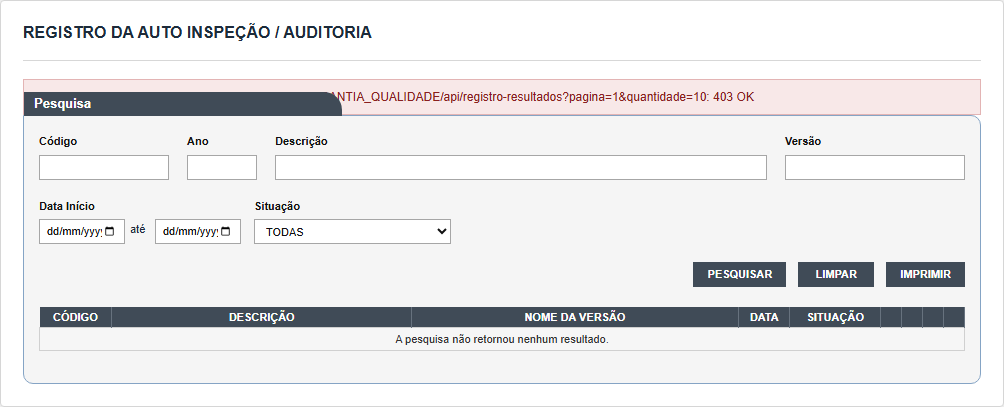 REGISTRO DA AUTO INSPEÇÃO / AUDITORIA
ANTIA_QUALIDADE/api/registro-resultados?pagina=1&quantidade=10: 403 OK
Pesquisa
Código Ano Descrição Versão
Data Início Situação
dd/mm/yyyy até dd/mm/yyyy TODAS
PESQUISAR LIMPAR IMPRIMIR
CÓDIGO DESCRIÇÃO NOME DA VERSÃO DATA SITUAÇÃO
A pesquisa não retornou nenhum resultado.